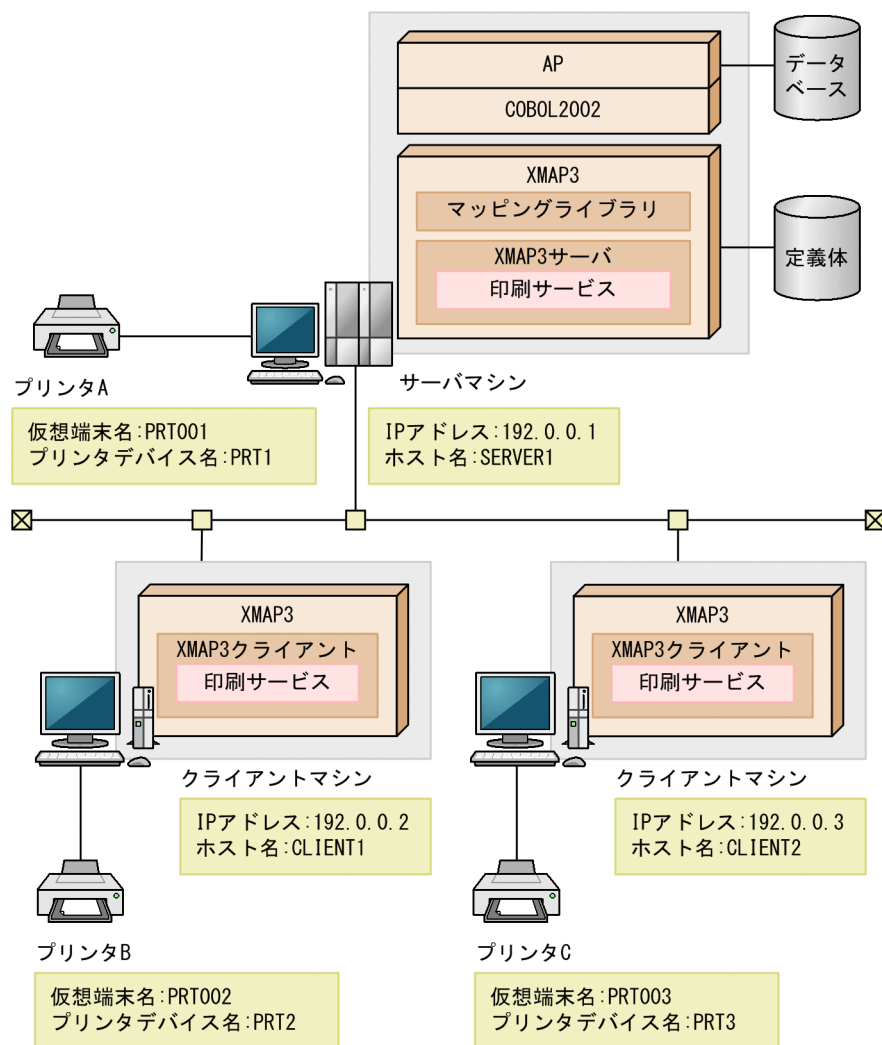 AP
COBOL2002
データ
ベース
XMAP3
マッピングライブラリ
XMAP3サーバ
印刷サービス
定義体
プリンタA
仮想端末名:PRT001
プリンタデバイス名:PRT1
サーバマシン
IPアドレス:192.0.0.1
ホスト名:SERVER1
XMAP3
XMAP3クライアント
印刷サービス
クライアントマシン
IPアドレス:192.0.0.2
ホスト名:CLIENT1
プリンタB
仮想端末名:PRT002
プリンタデバイス名:PRT2
XMAP3
XMAP3クライアント
印刷サービス
クライアントマシン
IPアドレス:192.0.0.3
ホスト名:CLIENT2
プリンタC
仮想端末名:PRT003
プリンタデバイス名:PRT3